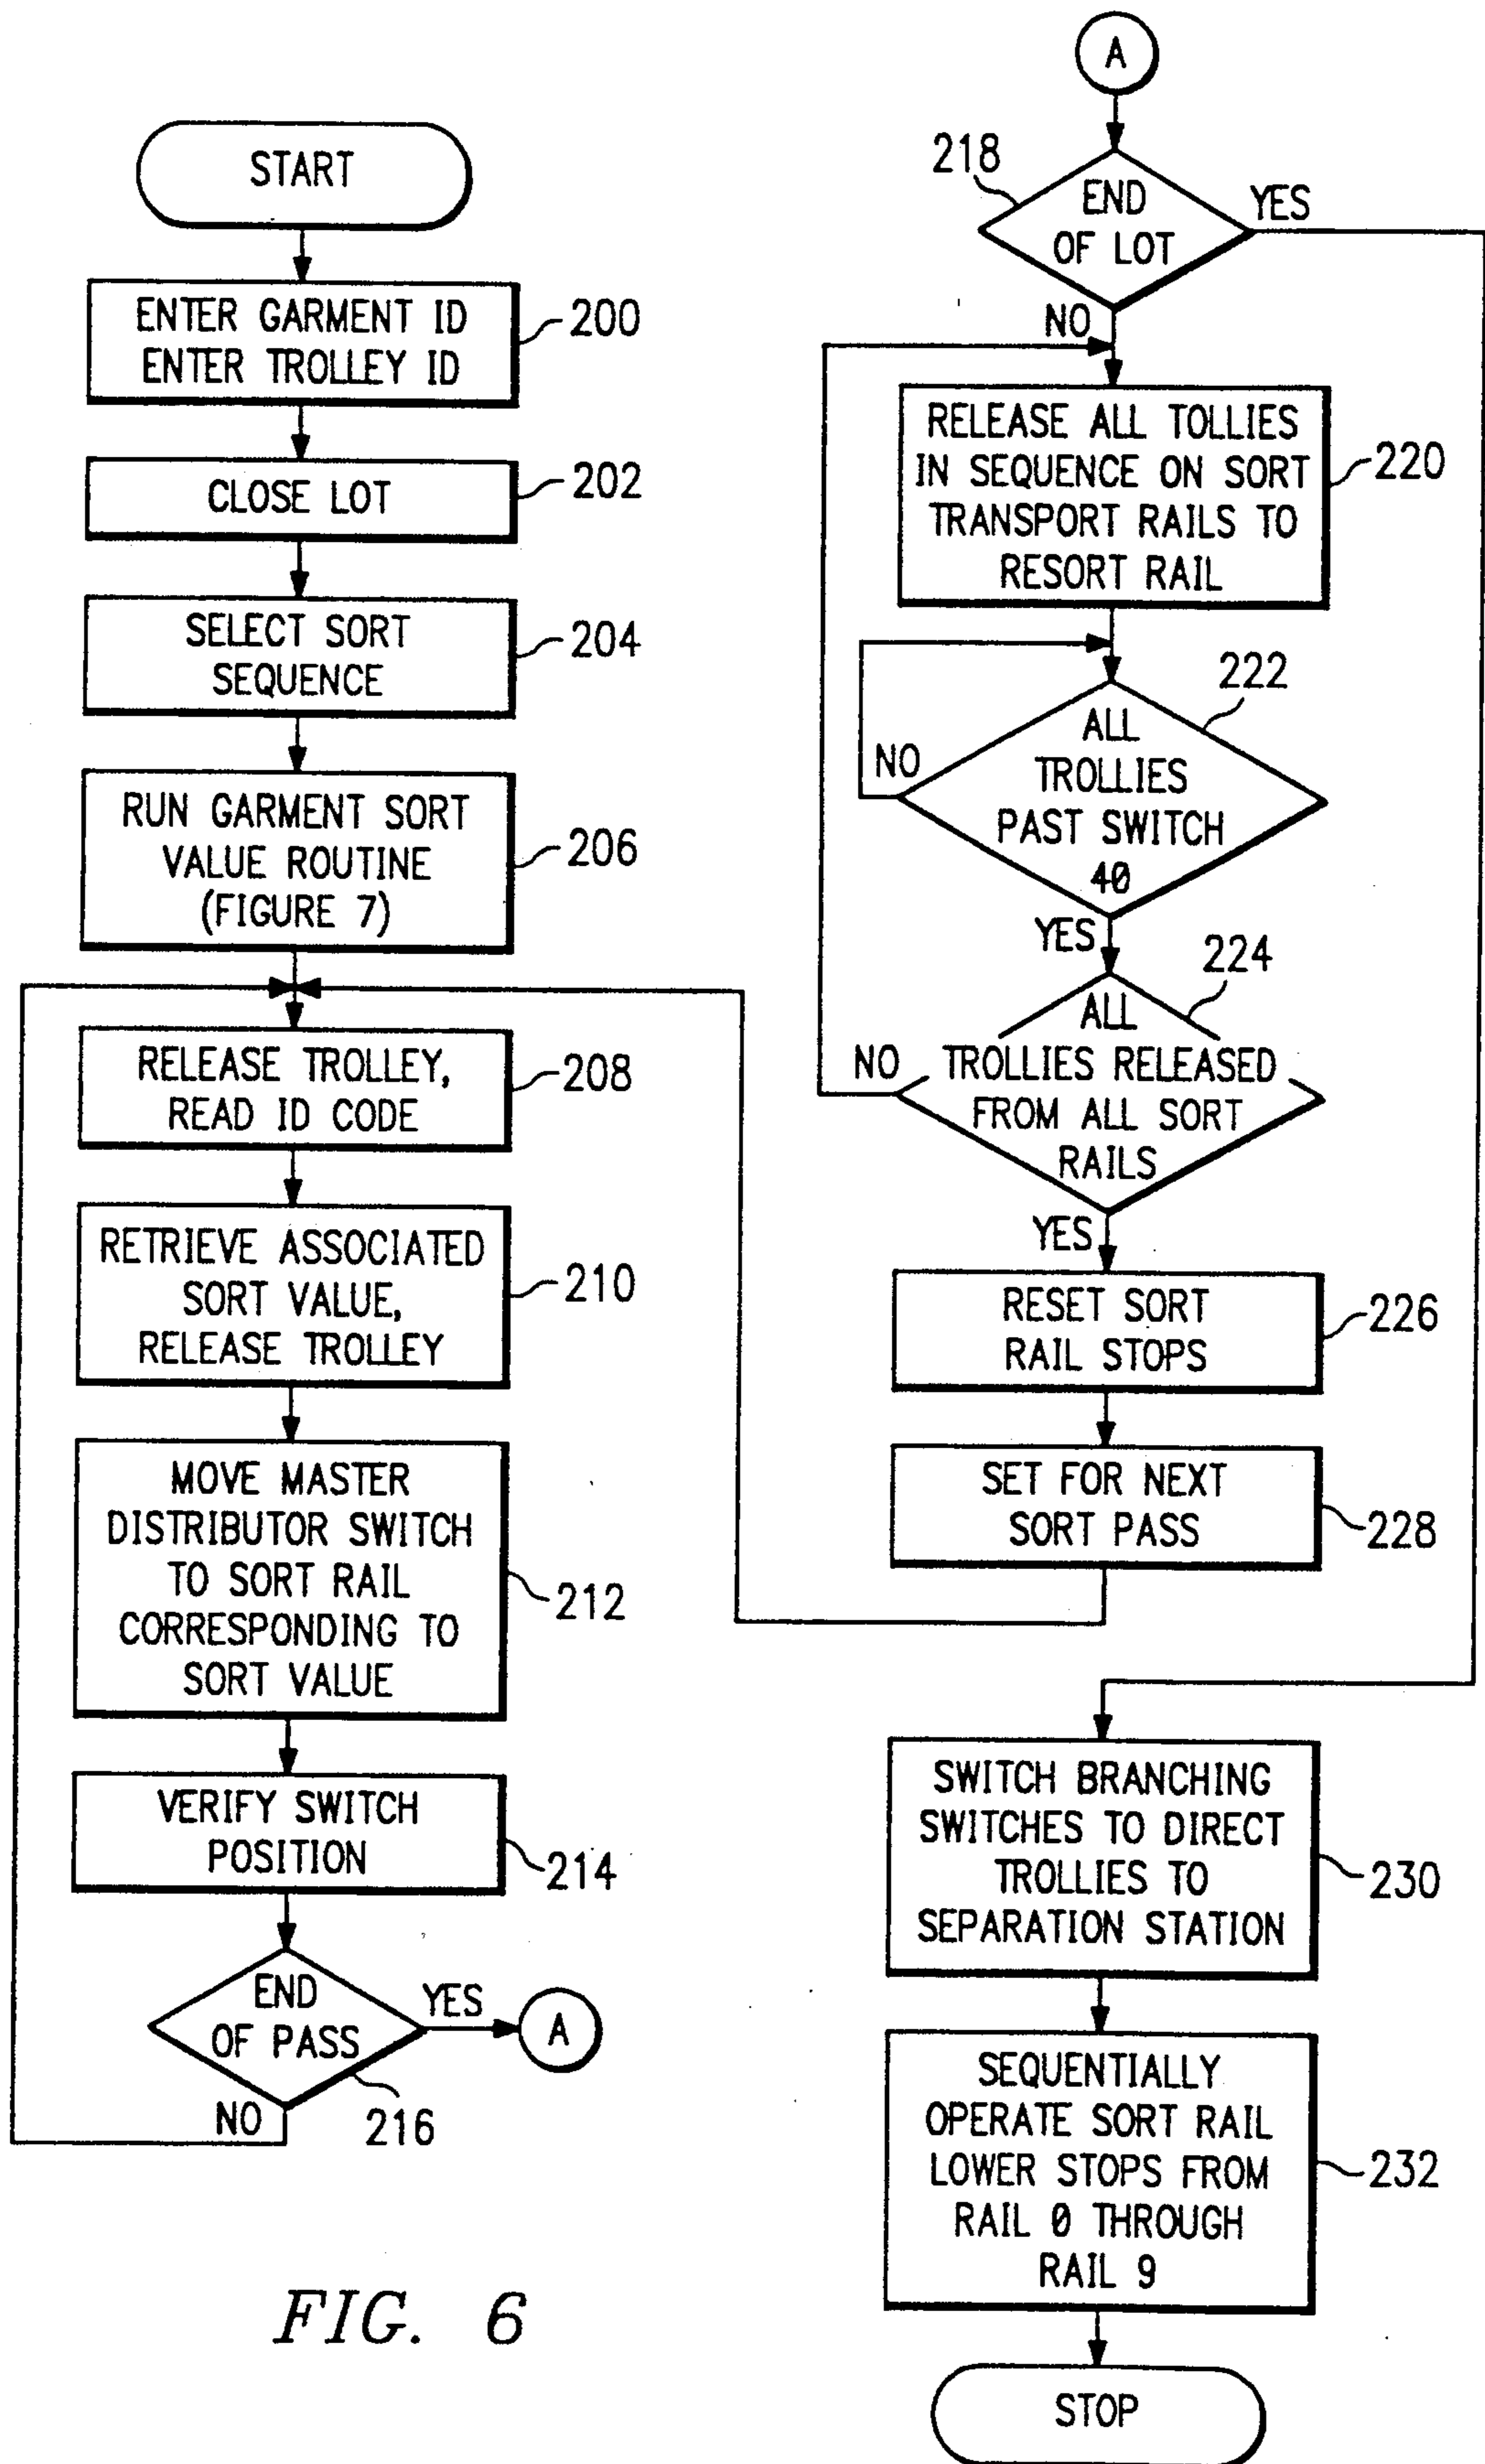 START
ENTER GARMENT ID
ENTER TROLLEY ID
200
CLOSE LOT
202
SELECT SORT
SEQUENCE
204
RUN GARMENT SORT
VALUE ROUTINE
(FIGURE 7)
206
RELEASE TROLLEY,
READ ID CODE
208
RETRIEVE ASSOCIATED
SORT VALUE,
RELEASE TROLLEY
210
MOVE MASTER
DISTRIBUTOR SWITCH
TO SORT RAIL
CORRESPONDING TO
SORT VALUE
212
VERIFY SWITCH
POSITION
214
END
OF PASS
YES
A
NO
216
FIG. 6
A
218
END
OF LOT
YES
NO
RELEASE ALL TOLLIES
IN SEQUENCE ON SORT
TRANSPORT RAILS TO
RESORT RAIL
220
222
ALL
TROLLIES
PAST SWITCH
40
NO
YES
224
ALL
TROLLIES RELEASED
FROM ALL SORT
RAILS
NO
YES
RESET SORT
RAIL STOPS
226
SET FOR NEXT
SORT PASS
228
SWITCH BRANCHING
SWITCHES TO DIRECT
TROLLIES TO
SEPARATION STATION
230
SEQUENTIALLY
OPERATE SORT RAIL
LOWER STOPS FROM
RAIL 0 THROUGH
RAIL 9
232
STOP